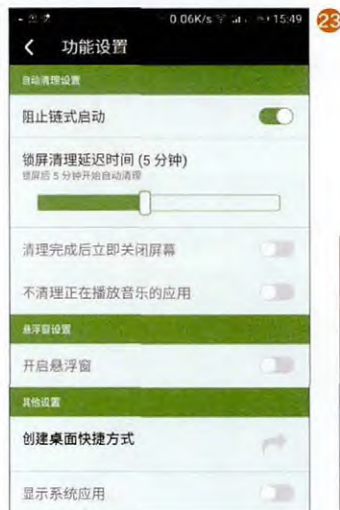 0.06K/s 15:49
23
功能设置
自动清理设置
阻止链式启动
锁屏清理延迟时间 (5 分钟)
锁屏后 5 分钟开始自动清理
清理完成后立即关闭屏幕
不清理正在播放音乐的应用
悬浮窗设置
开启悬浮窗
其他设置
创建桌面快捷方式
显示系统应用